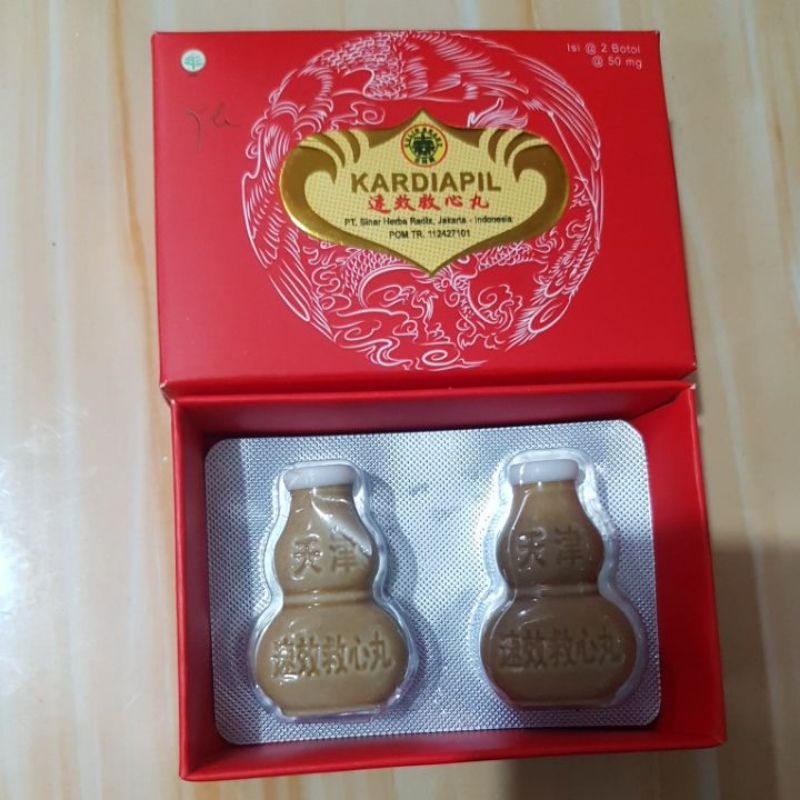 Isi @ 2 Botol
@ 50 mg
KARDIAPIL
速效救心丸
PT. Sinar Herba Radix, Jakarta - Indonesia
POM TR. 112427101
天津
速效救心丸
天津
速效救心丸